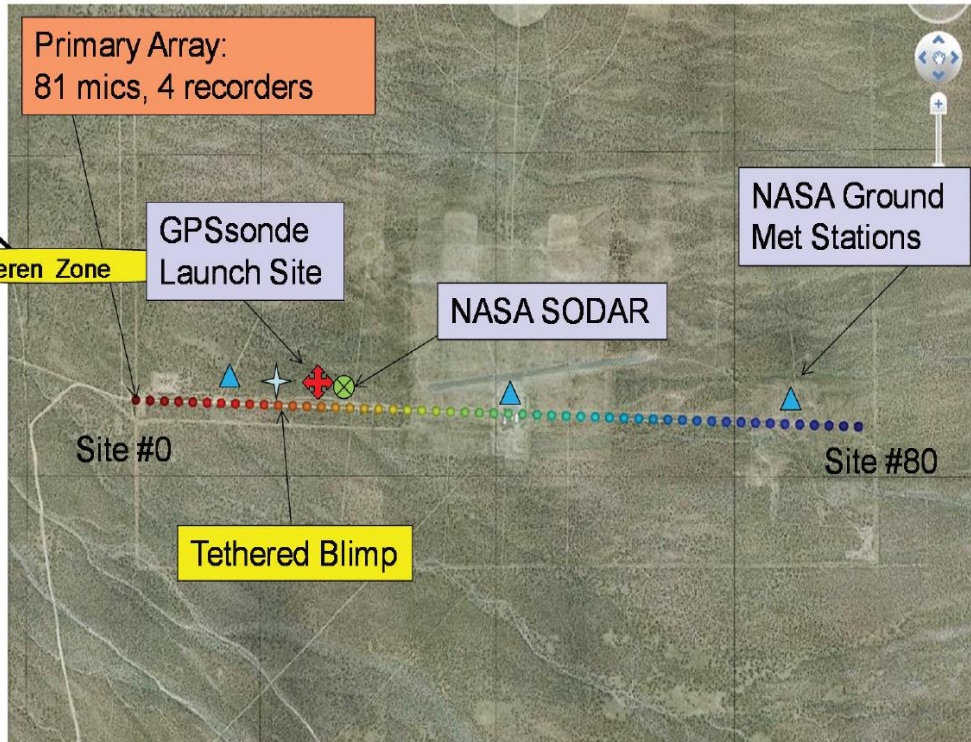 Primary Array:
81 mics, 4 recorders
NASA Ground
Met Stations
GPSsonde
Launch Site
eren Zone
NASA SODAR
Site #0
Site #80
Tethered Blimp